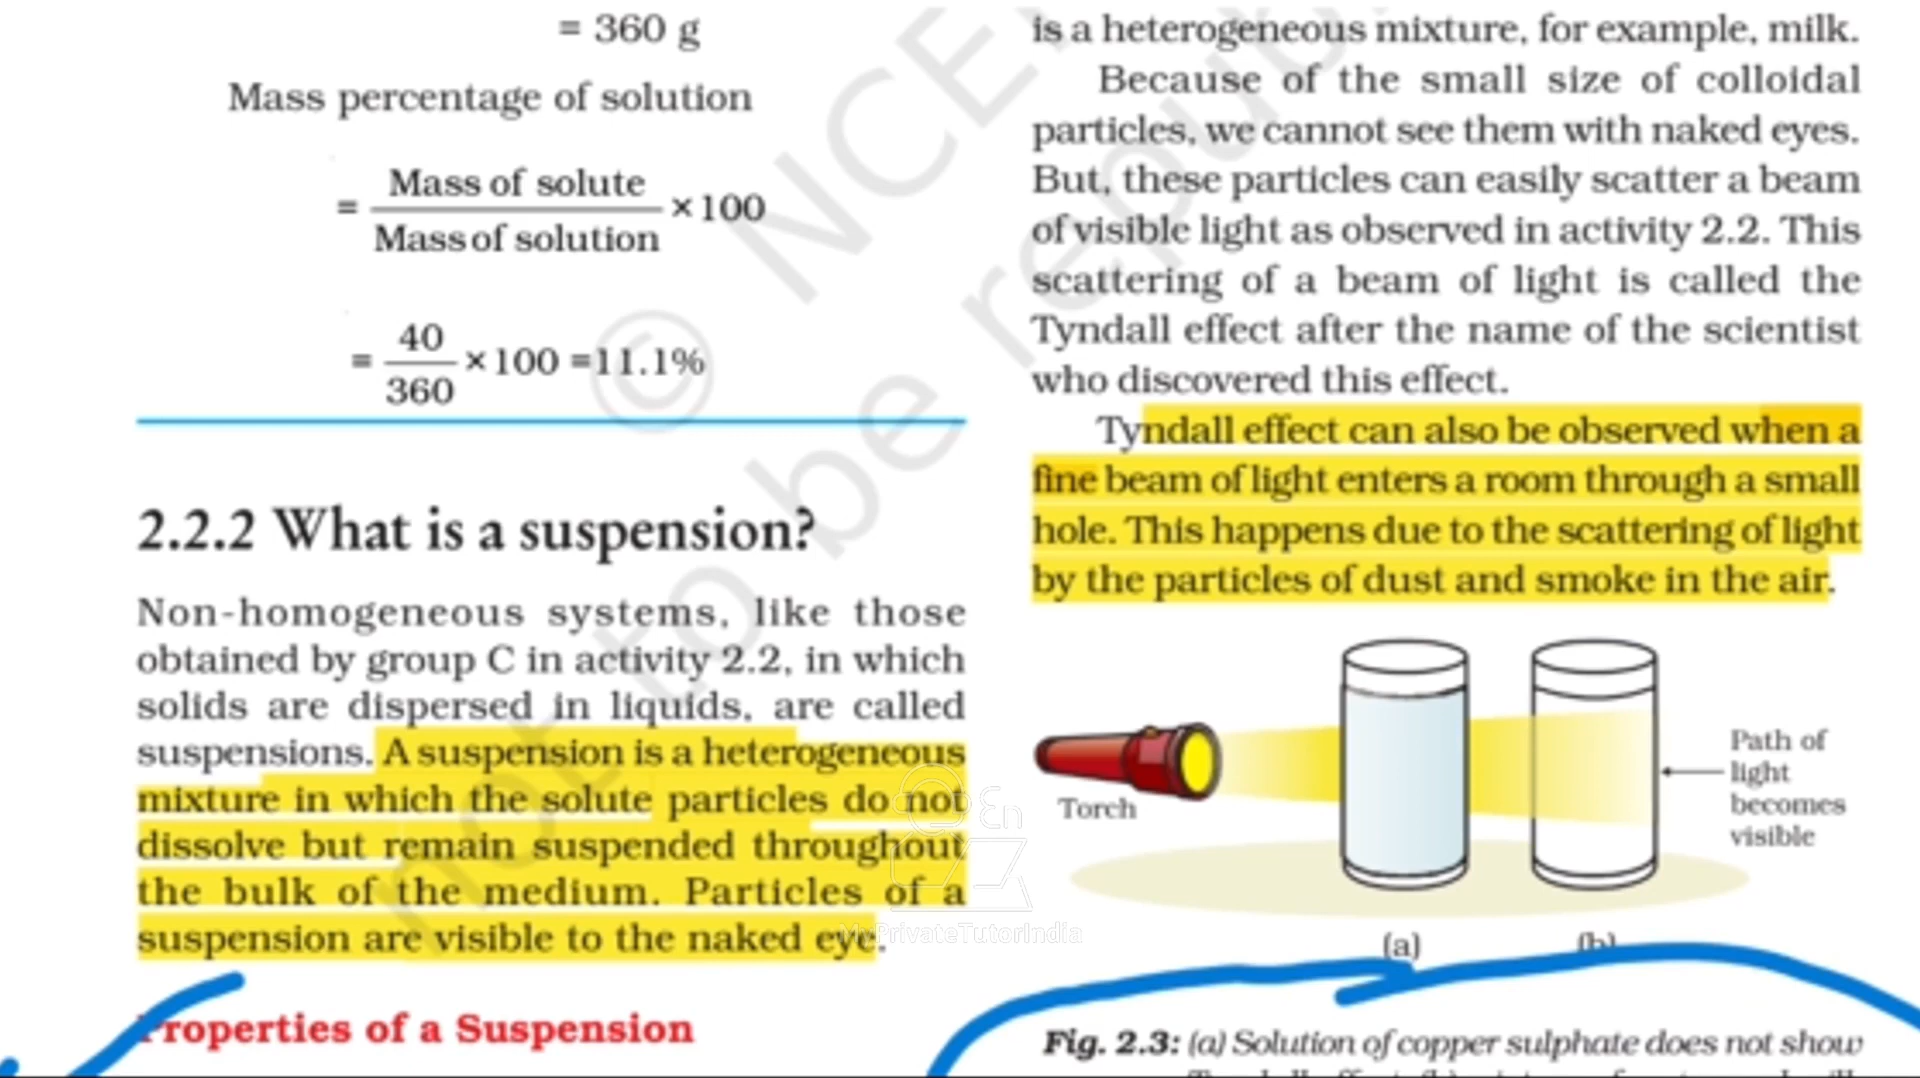 = 360 g
Mass percentage of solution
= Mass of solute / Mass of solution × 100
= 40 / 360 × 100 = 11.1%
2.2.2 What is a suspension?
Non-homogeneous systems, like those
obtained by group C in activity 2.2, in which
solids are dispersed in liquids, are called
suspensions. A suspension is a heterogeneous
mixture in which the solute particles do not
dissolve but remain suspended throughout
the bulk of the medium. Particles of a
suspension are visible to the naked eye.
Properties of a Suspension
is a heterogeneous mixture, for example, milk.
Because of the small size of colloidal
particles, we cannot see them with naked eyes.
But, these particles can easily scatter a beam
of visible light as observed in activity 2.2. This
scattering of a beam of light is called the
Tyndall effect after the name of the scientist
who discovered this effect.
Tyndall effect can also be observed when a
fine beam of light enters a room through a small
hole. This happens due to the scattering of light
by the particles of dust and smoke in the air.
Torch
Path of
light
becomes
visible
(a) (b)
Fig. 2.3: (a) Solution of copper sulphate does not show
© NCE
not to be repub
MyPrivateTutorIndia